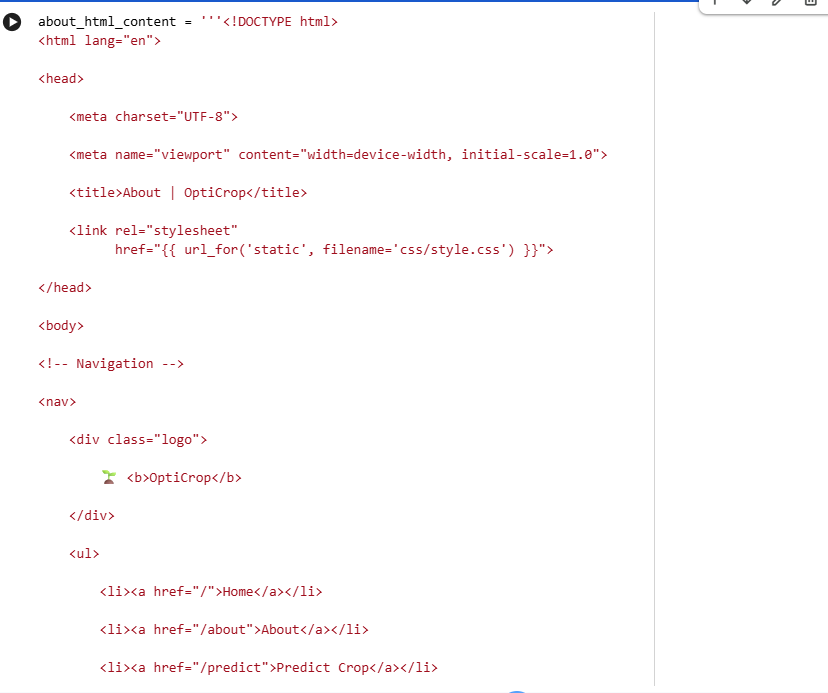 about_html_content = '''<!DOCTYPE html>
<html lang="en">
<head>
<meta charset="UTF-8">
<meta name="viewport" content="width=device-width, initial-scale=1.0">
<title>About | OptiCrop</title>
<link rel="stylesheet"
href="{{ url_for('static', filename='css/style.css') }}">
</head>
<body>
<!-- Navigation -->
<nav>
<div class="logo">
🌱 <b>OptiCrop</b>
</div>
<ul>
<li><a href="/">Home</a></li>
<li><a href="/about">About</a></li>
<li><a href="/predict">Predict Crop</a></li>